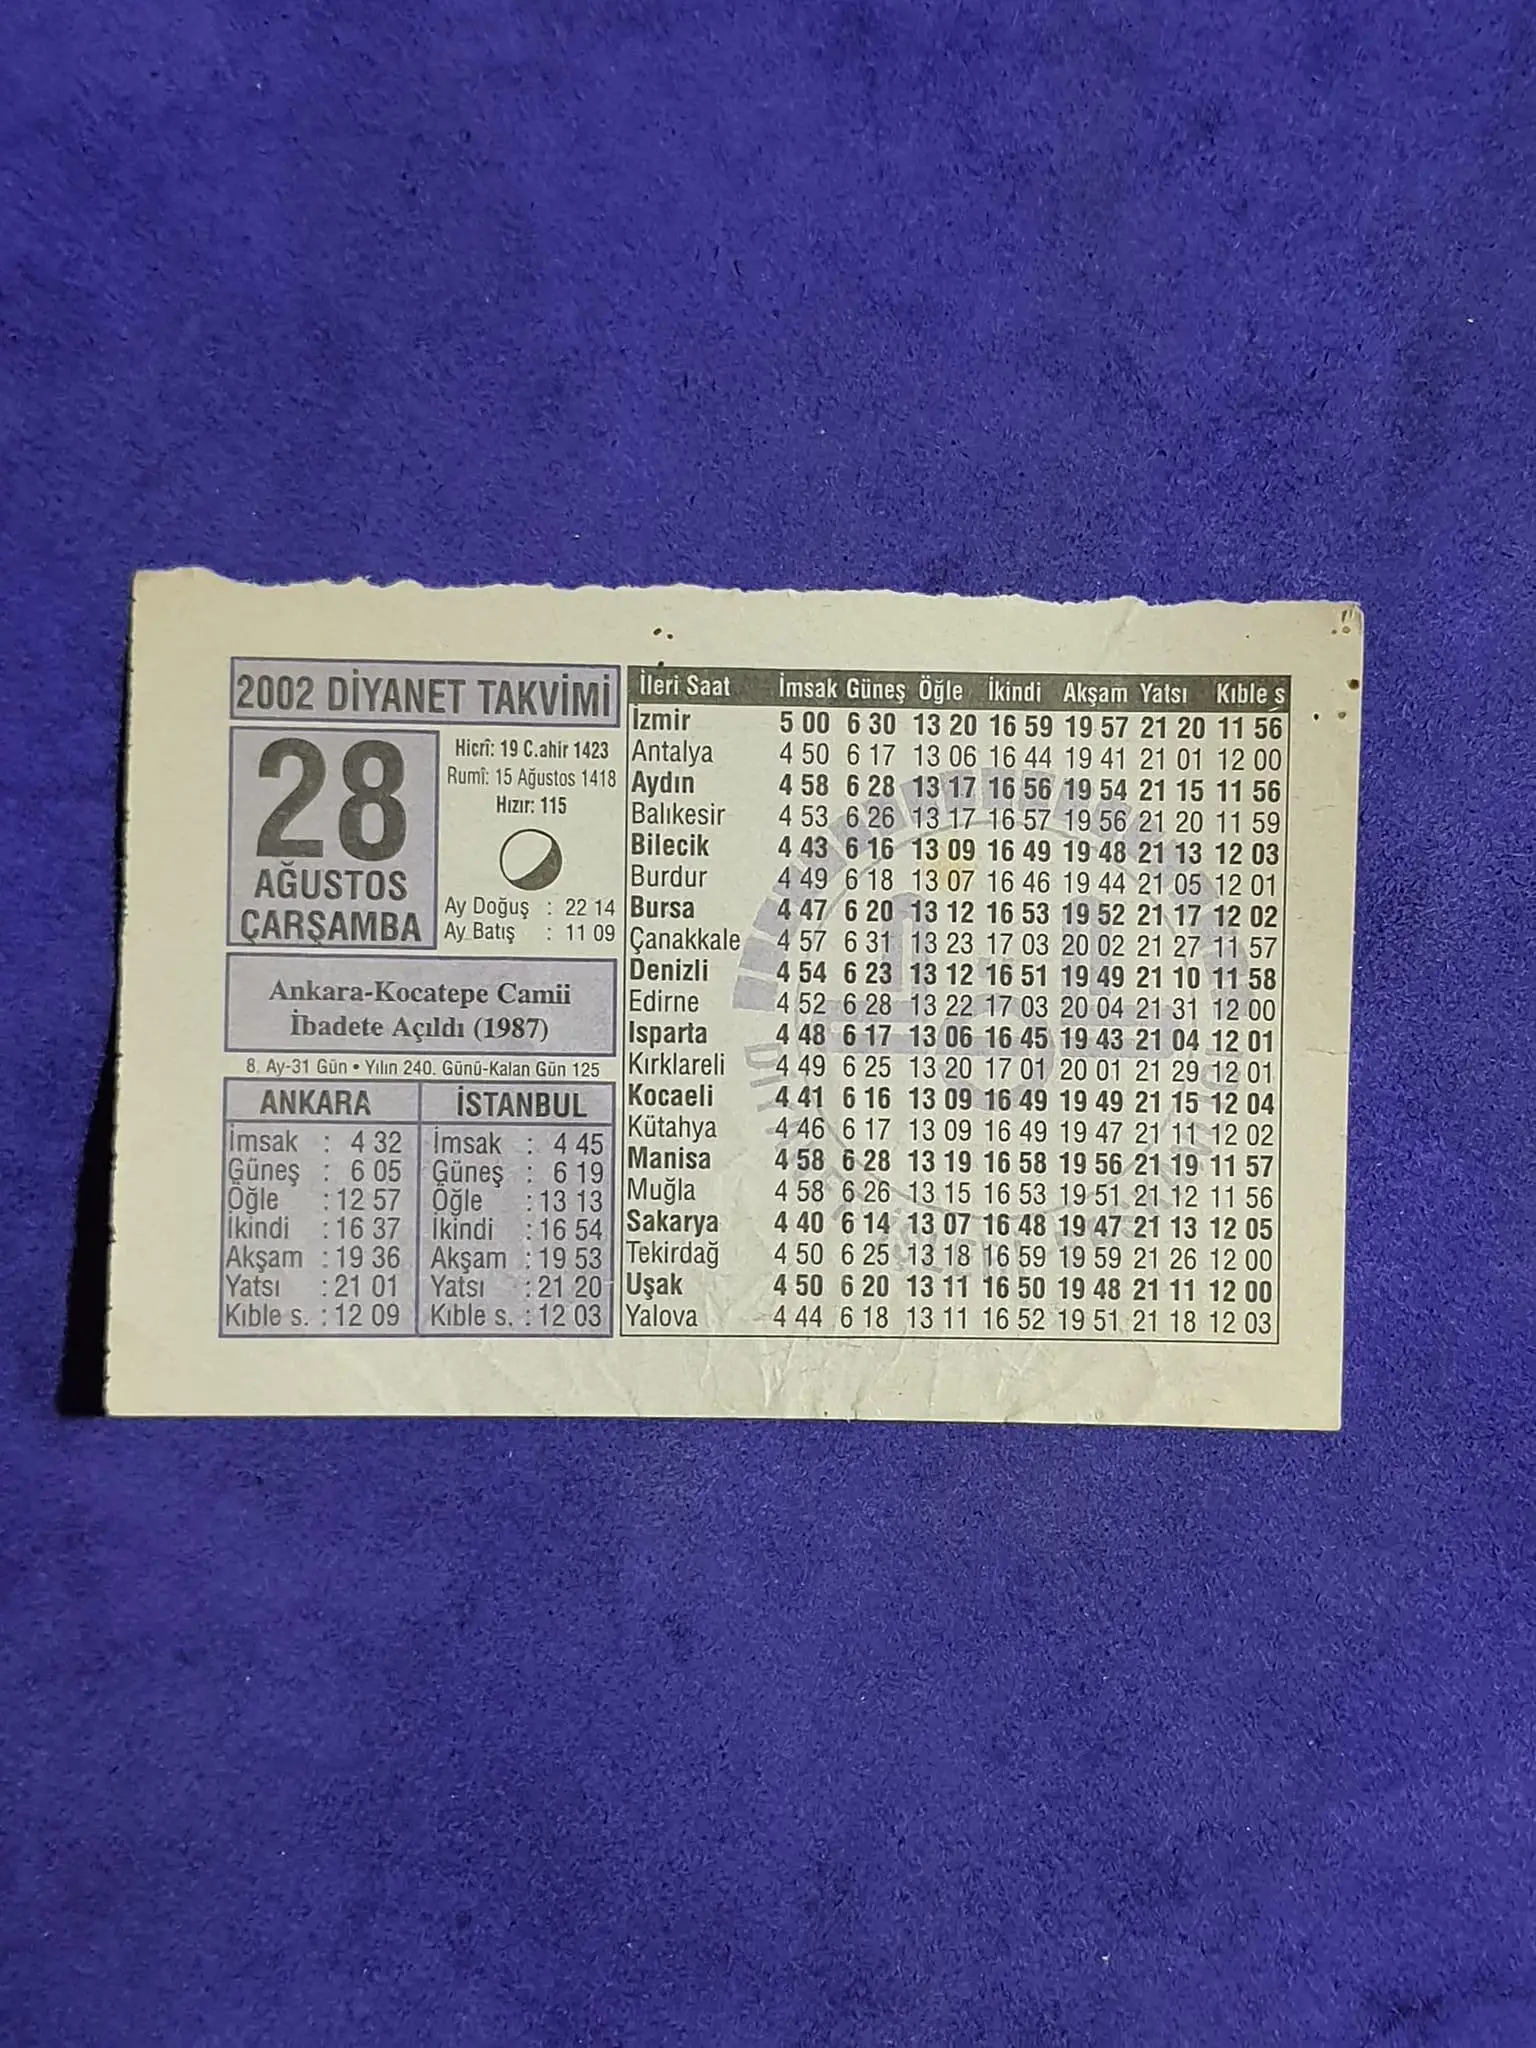 2002 DİYANET TAKVİMİ
28
AĞUSTOS
ÇARŞAMBA
Hicrî: 19 C.ahir 1423
Rumî: 15 Ağustos 1418
Hızır: 115
Ay Doğuş : 22 14
Ay Batış : 11 09
Ankara-Kocatepe Camii
İbadete Açıldı (1987)
8. Ay-31 Gün • Yılın 240. Günü-Kalan Gün 125
ANKARA
İmsak : 4 32
Güneş : 6 05
Öğle : 12 57
İkindi : 16 37
Akşam : 19 36
Yatsı : 21 01
Kıble s. : 12 09
İSTANBUL
İmsak : 4 45
Güneş : 6 19
Öğle : 13 13
İkindi : 16 54
Akşam : 19 53
Yatsı : 21 20
Kıble s. : 12 03
İleri Saat İmsak Güneş Öğle İkindi Akşam Yatsı Kıble s
İzmir 5 00 6 30 13 20 16 59 19 57 21 20 11 56
Antalya 4 50 6 17 13 06 16 44 19 41 21 01 12 00
Aydın 4 58 6 28 13 17 16 56 19 54 21 15 11 56
Balıkesir 4 53 6 26 13 17 16 57 19 56 21 20 11 59
Bilecik 4 43 6 16 13 09 16 49 19 48 21 13 12 03
Burdur 4 49 6 18 13 07 16 46 19 44 21 05 12 01
Bursa 4 47 6 20 13 12 16 53 19 52 21 17 12 02
Çanakkale 4 57 6 31 13 23 17 03 20 02 21 27 11 57
Denizli 4 54 6 23 13 12 16 51 19 49 21 10 11 58
Edirne 4 52 6 28 13 22 17 03 20 04 21 31 12 00
Isparta 4 48 6 17 13 06 16 45 19 43 21 04 12 01
Kırklareli 4 49 6 25 13 20 17 01 20 01 21 29 12 01
Kocaeli 4 41 6 16 13 09 16 49 19 49 21 15 12 04
Kütahya 4 46 6 17 13 09 16 49 19 47 21 11 12 02
Manisa 4 58 6 28 13 19 16 58 19 56 21 19 11 57
Muğla 4 58 6 26 13 15 16 53 19 51 21 12 11 56
Sakarya 4 40 6 14 13 07 16 48 19 47 21 13 12 05
Tekirdağ 4 50 6 25 13 18 16 59 19 59 21 26 12 00
Uşak 4 50 6 20 13 11 16 50 19 48 21 11 12 00
Yalova 4 44 6 18 13 11 16 52 19 51 21 18 12 03